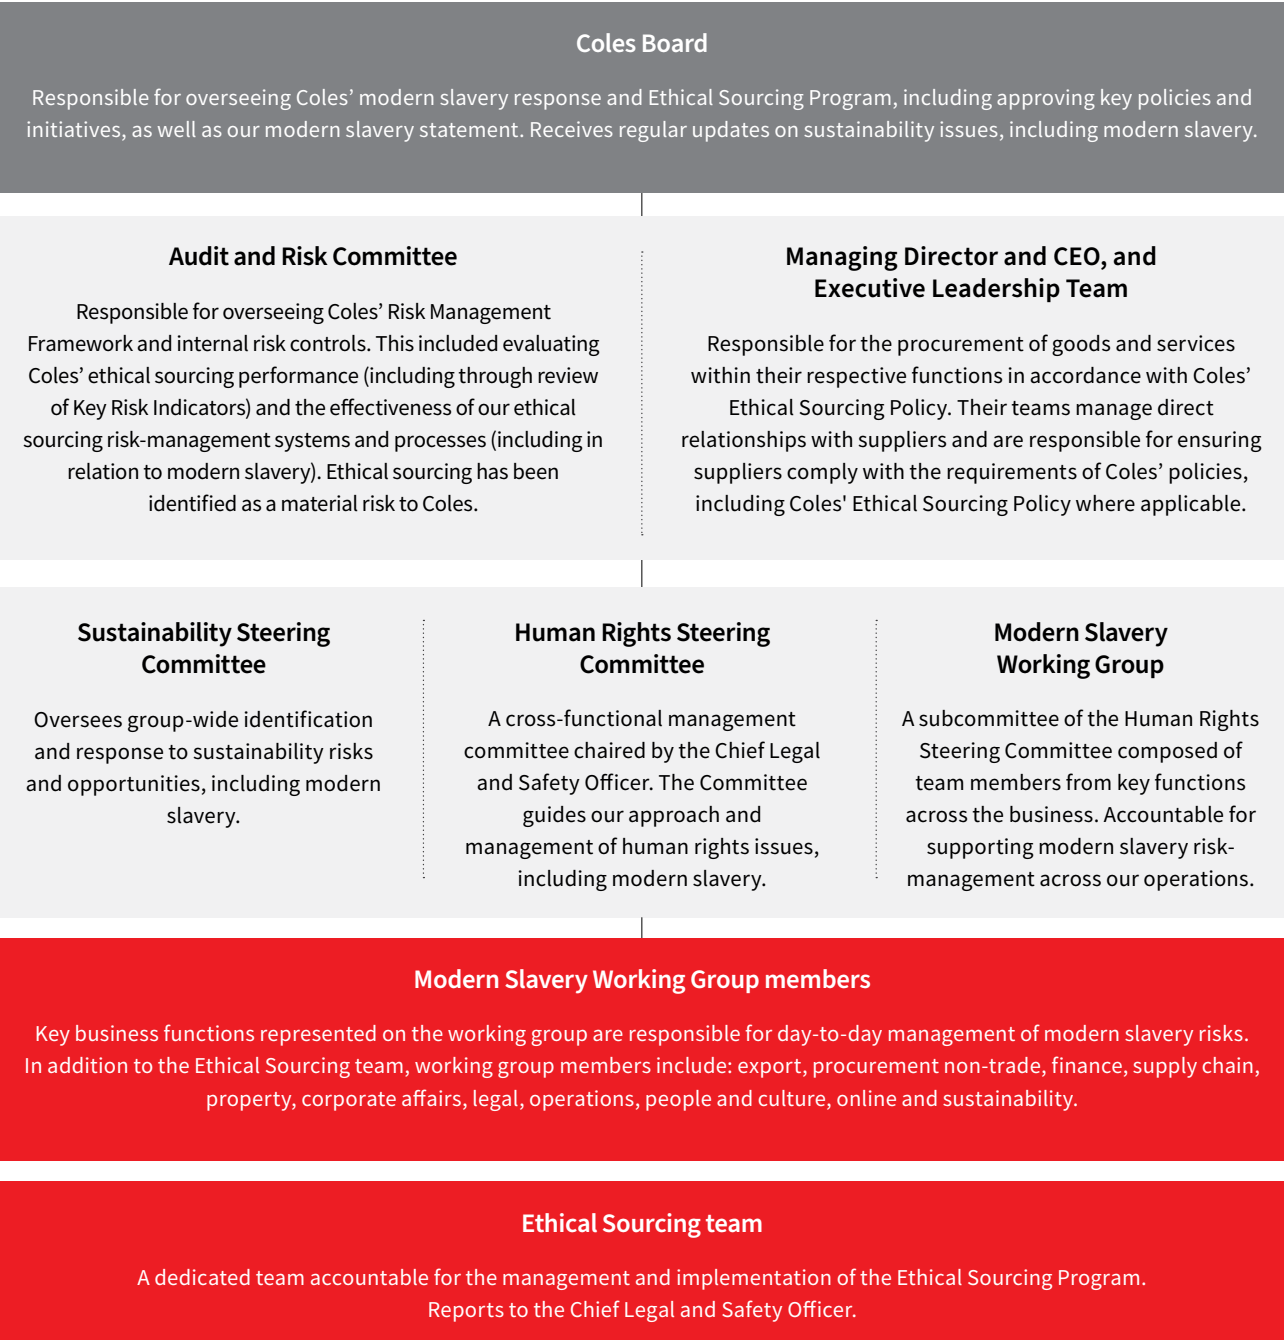 Coles Board
Responsible for overseeing Coles’ modern slavery response and Ethical Sourcing Program, including approving key policies and
initiatives, as well as our modern slavery statement. Receives regular updates on sustainability issues, including modern slavery.
Audit and Risk Committee
Responsible for overseeing Coles’ Risk Management
Framework and internal risk controls. This included evaluating
Coles’ ethical sourcing performance (including through review
of Key Risk Indicators) and the effectiveness of our ethical
sourcing risk-management systems and processes (including in
relation to modern slavery). Ethical sourcing has been
identified as a material risk to Coles.
Managing Director and CEO, and
Executive Leadership Team
Responsible for the procurement of goods and services
within their respective functions in accordance with Coles’
Ethical Sourcing Policy. Their teams manage direct
relationships with suppliers and are responsible for ensuring
suppliers comply with the requirements of Coles’ policies,
including Coles' Ethical Sourcing Policy where applicable.
Sustainability Steering
Committee
Oversees group-wide identification
and response to sustainability risks
and opportunities, including modern
slavery.
Human Rights Steering
Committee
A cross-functional management
committee chaired by the Chief Legal
and Safety Officer. The Committee
guides our approach and
management of human rights issues,
including modern slavery.
Modern Slavery
Working Group
A subcommittee of the Human Rights
Steering Committee composed of
team members from key functions
across the business. Accountable for
supporting modern slavery risk-
management across our operations.
Modern Slavery Working Group members
Key business functions represented on the working group are responsible for day-to-day management of modern slavery risks.
In addition to the Ethical Sourcing team, working group members include: export, procurement non-trade, finance, supply chain,
property, corporate affairs, legal, operations, people and culture, online and sustainability.
Ethical Sourcing team
A dedicated team accountable for the management and implementation of the Ethical Sourcing Program.
Reports to the Chief Legal and Safety Officer.